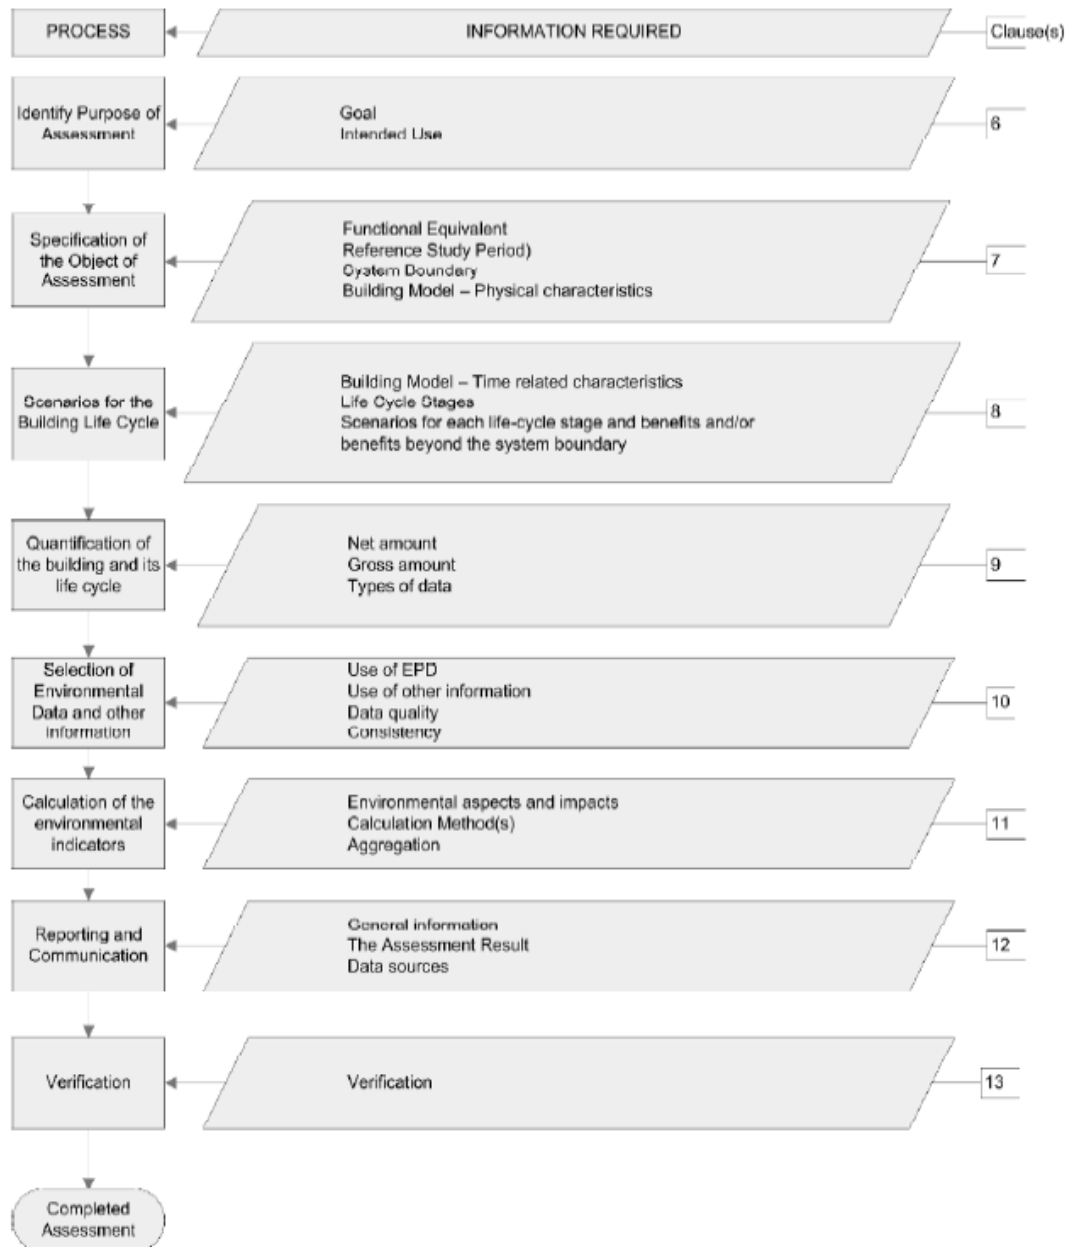 PROCESS
INFORMATION REQUIRED
Clause(s)
Identify Purpose of
Assessment
Goal
Intended Use
6
Specification of
the Object of
Assessment
Functional Equivalent
Reference Study Period)
System Boundary
Building Model – Physical characteristics
7
Scenarios for the
Building Life Cycle
Building Model – Time related characteristics
Life Cycle Stages
Scenarios for each life-cycle stage and benefits and/or
benefits beyond the system boundary
8
Quantification of
the building and its
life cycle
Net amount
Gross amount
Types of data
9
Selection of
Environmental
Data and other
information
Use of EPD
Use of other information
Data quality
Consistency
10
Calculation of the
environmental
indicators
Environmental aspects and impacts
Calculation Method(s)
Aggregation
11
Reporting and
Communication
General information
The Assessment Result
Data sources
12
Verification
Verification
13
Completed
Assessment